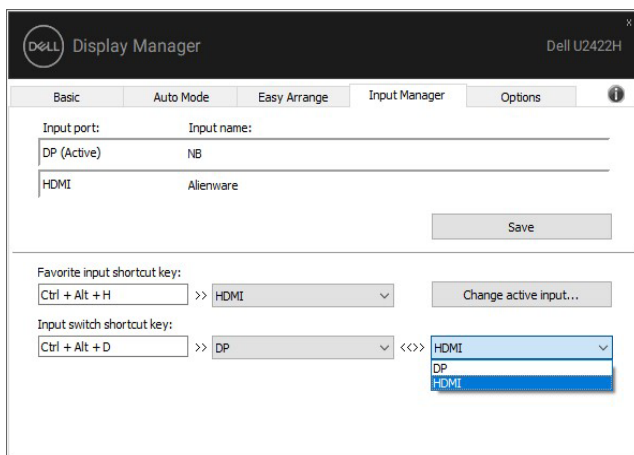 DELL Display Manager Dell U2422H x
Basic Auto Mode Easy Arrange Input Manager Options i
Input port: Input name:
DP (Active) NB
HDMI Alienware
Save
Favorite input shortcut key:
Ctrl + Alt + H >> HDMI Change active input...
Input switch shortcut key:
Ctrl + Alt + D >> DP <<>> HDMI
DP
HDMI